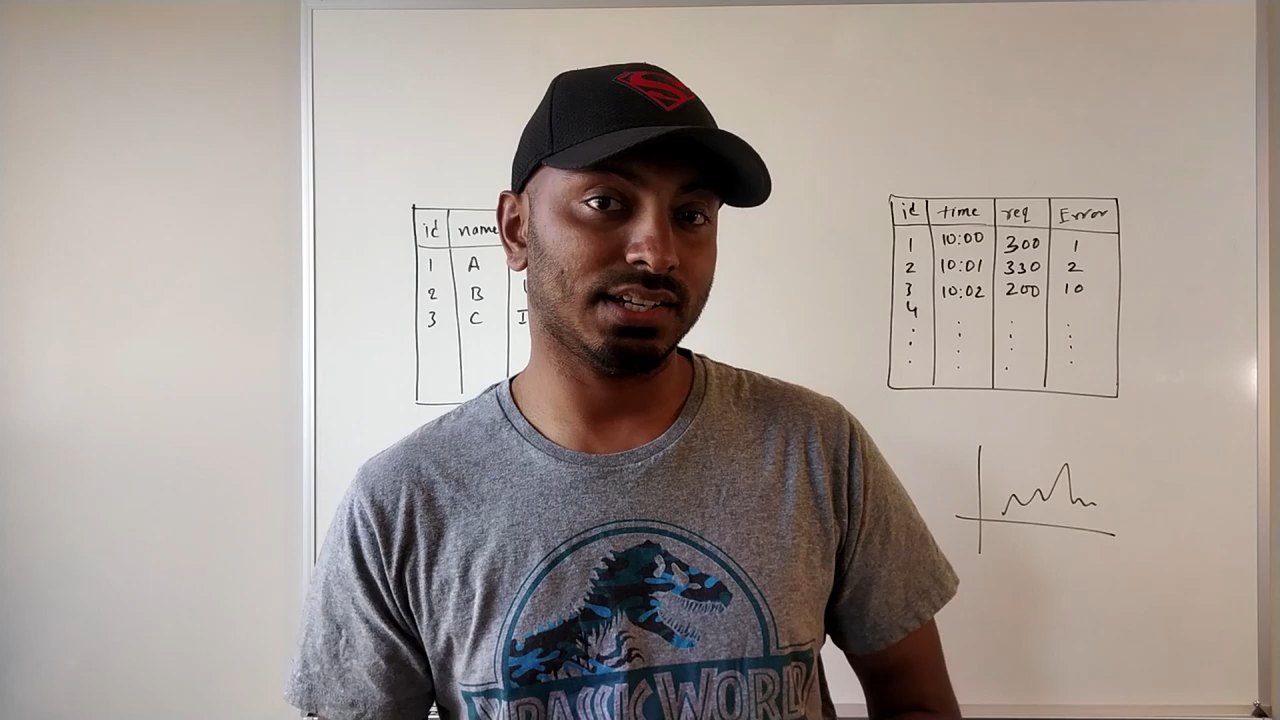 id name
1 A
2 B
3 C
id time req Error
1 10:00 300 1
2 10:01 330 2
3 10:02 200 10
4
S
JURASSIC WORLD